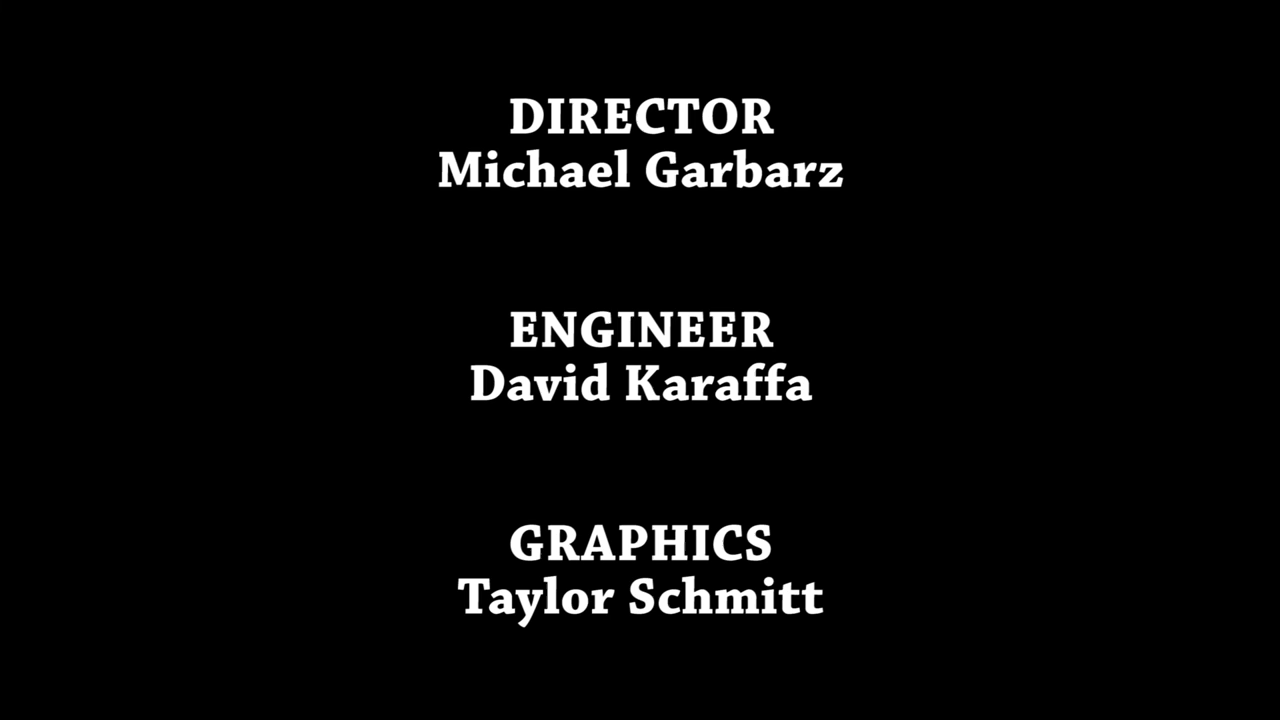 DIRECTOR
Michael Garbarz
ENGINEER
David Karaffa
GRAPHICS
Taylor Schmitt